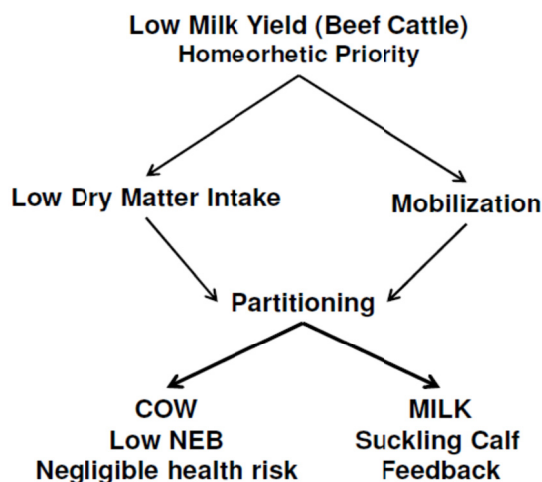 Low Milk Yield (Beef Cattle)
Homeorhetic Priority
Low Dry Matter Intake
Mobilization
Partitioning
COW
Low NEB
Negligible health risk
MILK
Suckling Calf
Feedback